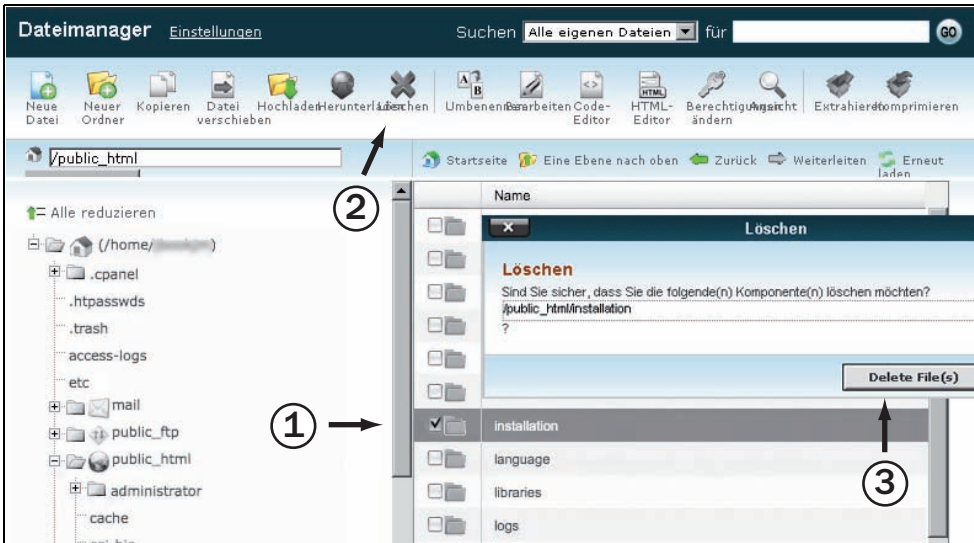 Dateimanager Einstellungen Suchen Alle eigenen Dateien für GO
Neue Datei
Neuer Ordner
Kopieren
Datei verschieben
Hochladen
Herunterladen
Löschen
Umbenennen
Bearbeiten
Code-Editor
HTML-Editor
Berechtigungen ändern
Ansicht
Extrahieren
Komprimieren
/public_html
Startseite Eine Ebene nach oben Zurück Weiterleiten Erneut laden
②
Alle reduzieren
(/home/ )
.cpanel
.htpasswds
.trash
access-logs
etc
mail
public_ftp
public_html
administrator
cache
①
Name
Löschen
Löschen
Sind Sie sicher, dass Sie die folgende(n) Komponente(n) löschen möchten?
/public_html/installation
?
Delete File(s)
installation
language
libraries
logs
③